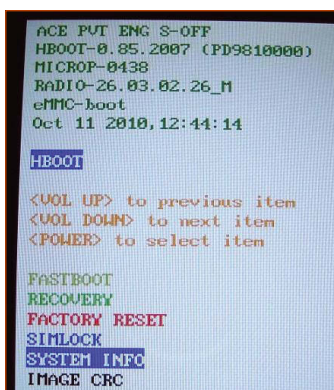 ACE PVT ENG S-OFF
HBOOT-0.85.2007 (PD9810000)
MICROP-0438
RADIO-26.03.02.26_M
eMMC-boot
Oct 11 2010,12:44:14
HBOOT
<VOL UP> to previous item
<VOL DOWN> to next item
<POWER> to select item
FASTBOOT
RECOVERY
FACTORY RESET
SIMLOCK
SYSTEM INFO
IMAGE CRC